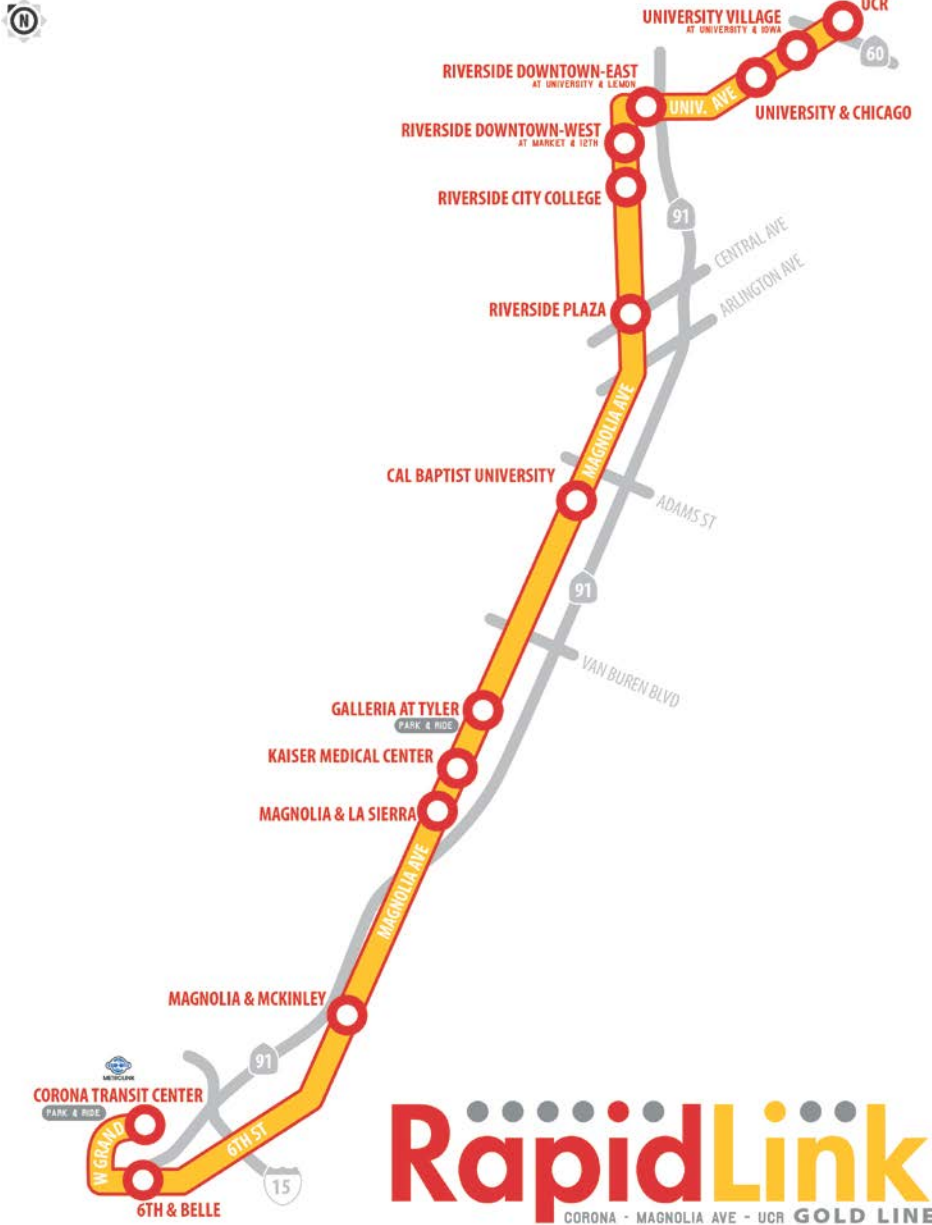 N
UCR
UNIVERSITY VILLAGE
AT UNIVERSITY & IOWA
60
RIVERSIDE DOWNTOWN-EAST
AT UNIVERSITY & LEMON
UNIV. AVE
UNIVERSITY & CHICAGO
RIVERSIDE DOWNTOWN-WEST
AT MARKET & 12TH
RIVERSIDE CITY COLLEGE
91
CENTRAL AVE
ARLINGTON AVE
RIVERSIDE PLAZA
MAGNOLIA AVE
CAL BAPTIST UNIVERSITY
ADAMS ST
91
VAN BUREN BLVD
GALLERIA AT TYLER
PARK & RIDE
KAISER MEDICAL CENTER
MAGNOLIA & LA SIERRA
MAGNOLIA AVE
MAGNOLIA & MCKINLEY
91
METROLINK
CORONA TRANSIT CENTER
PARK & RIDE
W GRAND
6TH ST
15
6TH & BELLE
RapidLink
CORONA - MAGNOLIA AVE - UCR GOLD LINE